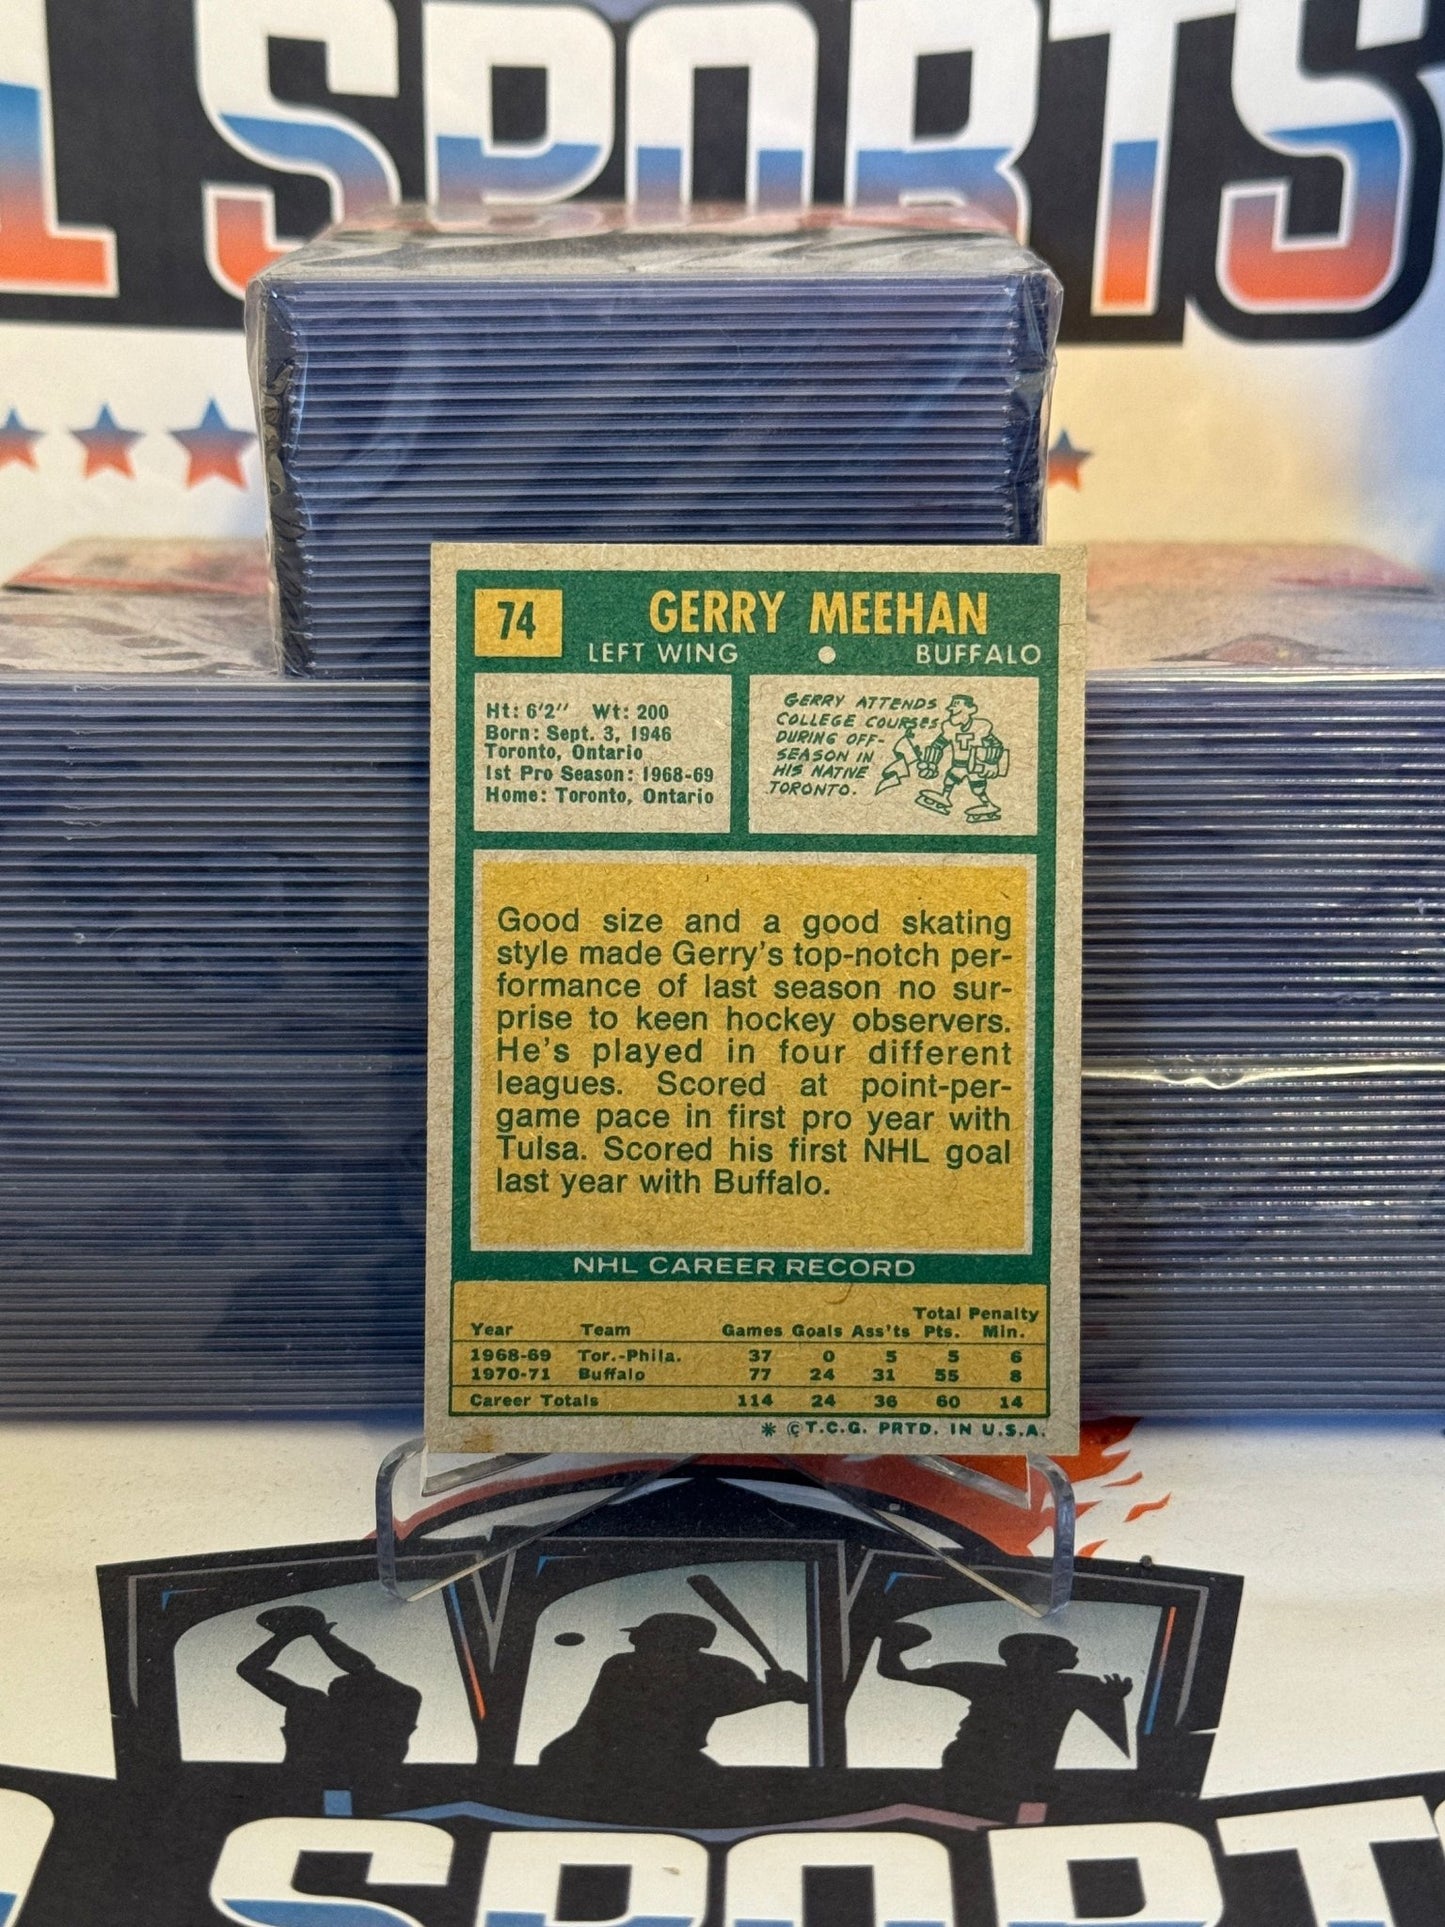 SPORTS
74
GERRY MEEHAN
LEFT WING • BUFFALO
Ht: 6'2" Wt: 200
Born: Sept. 3, 1946
Toronto, Ontario
1st Pro Season: 1968-69
Home: Toronto, Ontario
GERRY ATTENDS
COLLEGE COURSES
DURING OFF-
SEASON IN
HIS NATIVE
TORONTO.
T
Good size and a good skating
style made Gerry's top-notch per-
formance of last season no sur-
prise to keen hockey observers.
He's played in four different
leagues. Scored at point-per-
game pace in first pro year with
Tulsa. Scored his first NHL goal
last year with Buffalo.
NHL CAREER RECORD
Total Penalty
Year Team Games Goals Ass'ts Pts. Min.
1968-69 Tor.-Phila. 37 0 5 5 6
1970-71 Buffalo 77 24 31 55 8
Career Totals 114 24 36 60 14
* © T.C.G. PRTD. IN U.S.A.
SPORT